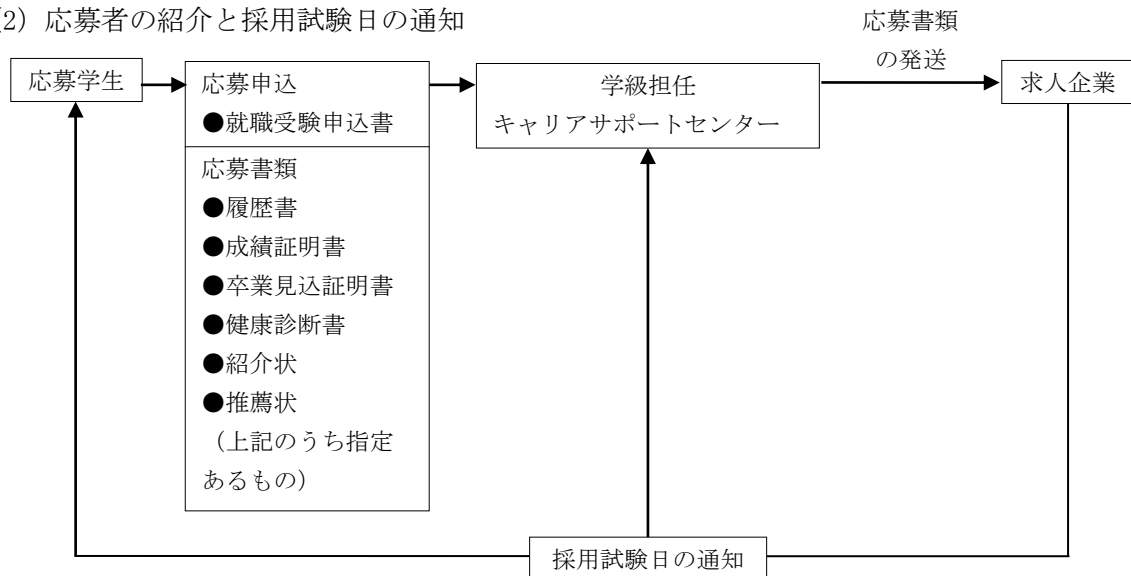 (2) 応募者の紹介と採用試験日の通知
応募書類
の発送
応募学生
応募申込
●就職受験申込書
学級担任
キャリアサポートセンター
求人企業
応募書類
●履歴書
●成績証明書
●卒業見込証明書
●健康診断書
●紹介状
●推薦状
（上記のうち指定
あるもの）
採用試験日の通知